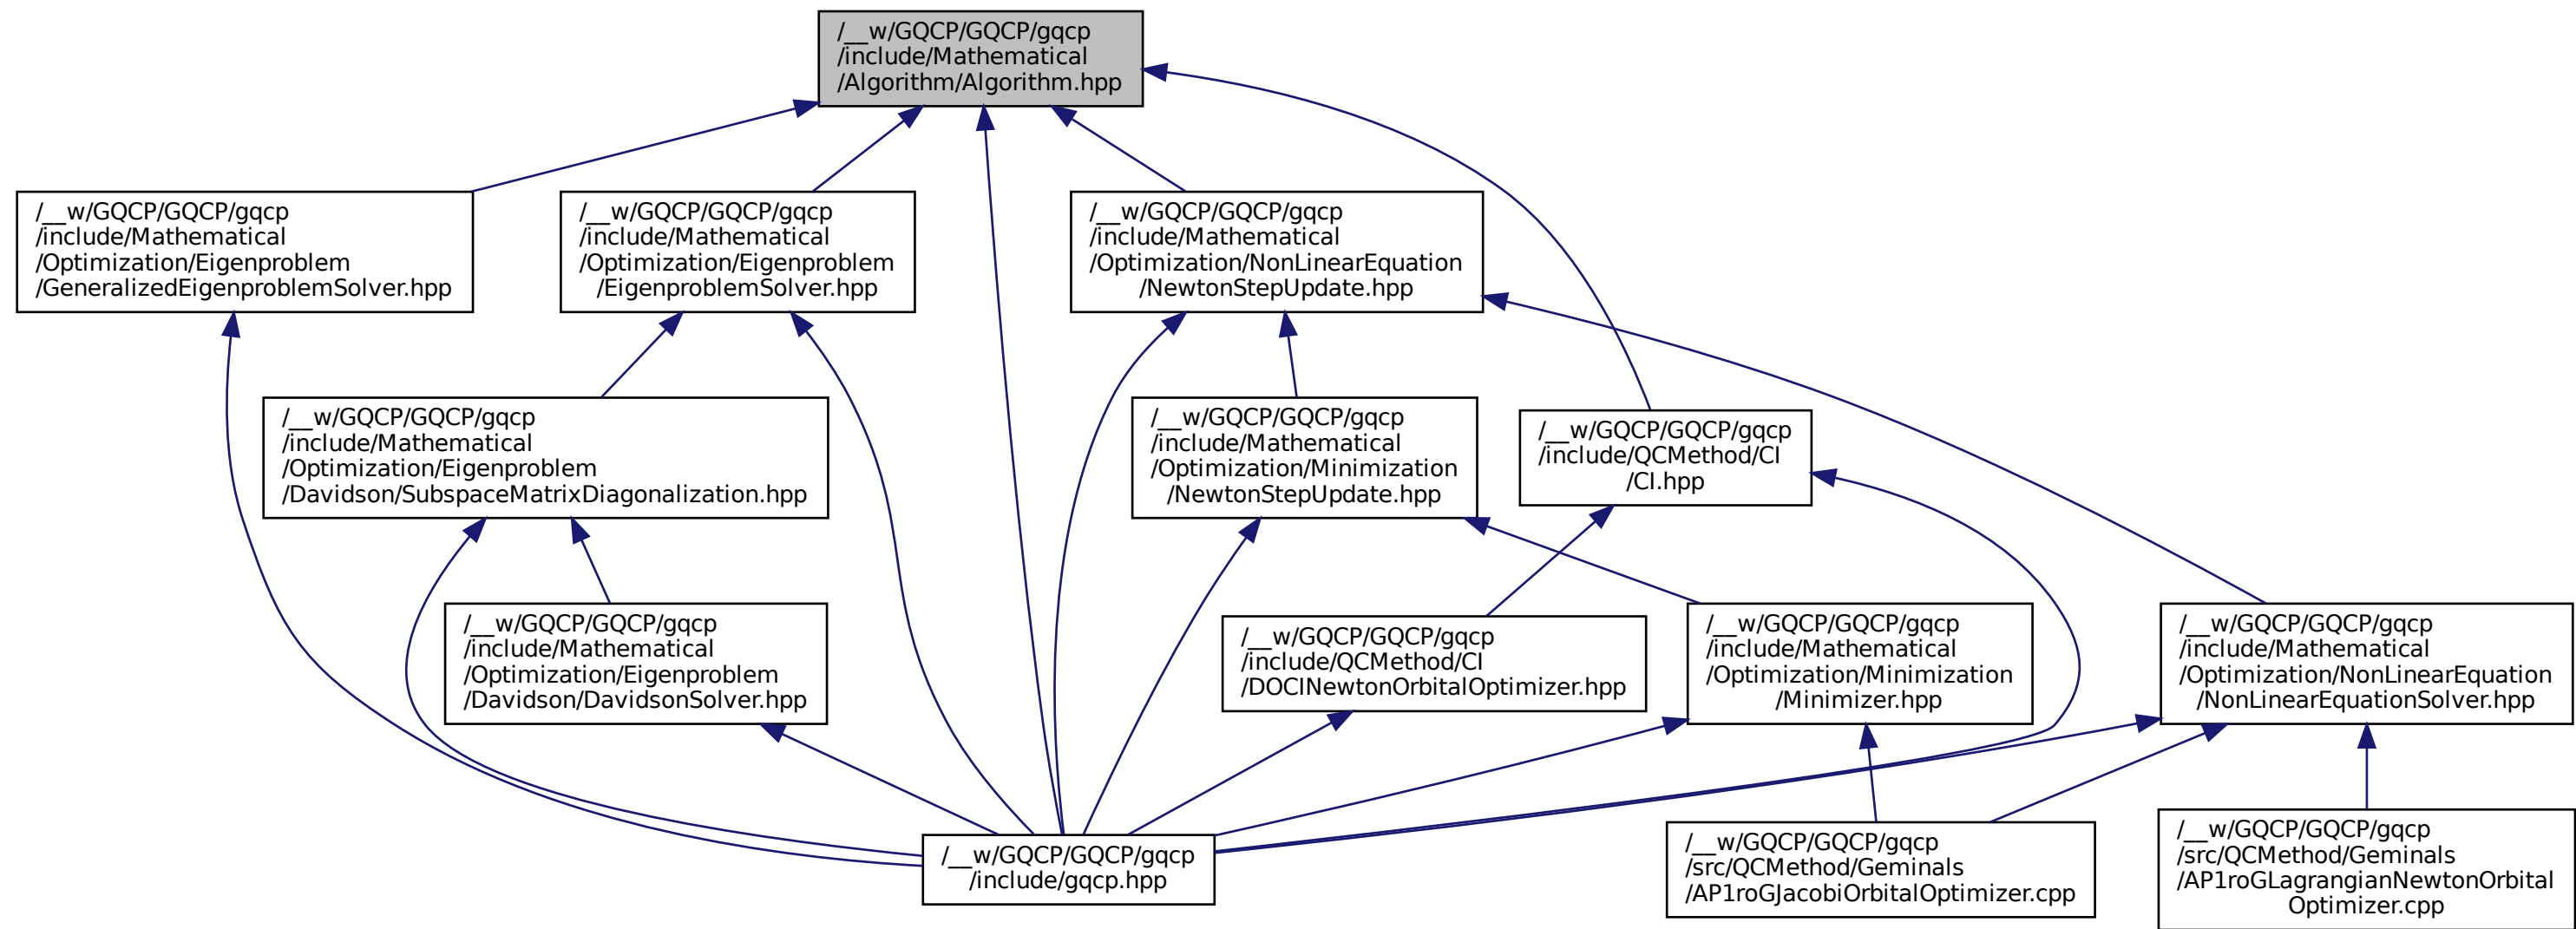 /__w/GQCP/GQCP/gqcp
/include/Mathematical
/Algorithm/Algorithm.hpp
/__w/GQCP/GQCP/gqcp
/include/Mathematical
/Optimization/Eigenproblem
/GeneralizedEigenproblemSolver.hpp
/__w/GQCP/GQCP/gqcp
/include/Mathematical
/Optimization/Eigenproblem
/EigenproblemSolver.hpp
/__w/GQCP/GQCP/gqcp
/include/Mathematical
/Optimization/NonLinearEquation
/NewtonStepUpdate.hpp
/__w/GQCP/GQCP/gqcp
/include/Mathematical
/Optimization/Eigenproblem
/Davidson/SubspaceMatrixDiagonalization.hpp
/__w/GQCP/GQCP/gqcp
/include/Mathematical
/Optimization/Minimization
/NewtonStepUpdate.hpp
/__w/GQCP/GQCP/gqcp
/include/QCMethod/CI
/CI.hpp
/__w/GQCP/GQCP/gqcp
/include/Mathematical
/Optimization/Eigenproblem
/Davidson/DavidsonSolver.hpp
/__w/GQCP/GQCP/gqcp
/include/QCMethod/CI
/DOCINewtonOrbitalOptimizer.hpp
/__w/GQCP/GQCP/gqcp
/include/Mathematical
/Optimization/Minimization
/Minimizer.hpp
/__w/GQCP/GQCP/gqcp
/include/Mathematical
/Optimization/NonLinearEquation
/NonLinearEquationSolver.hpp
/__w/GQCP/GQCP/gqcp
/include/gqcp.hpp
/__w/GQCP/GQCP/gqcp
/src/QCMethod/Geminals
/AP1roGJacobiOrbitalOptimizer.cpp
/__w/GQCP/GQCP/gqcp
/src/QCMethod/Geminals
/AP1roGLagrangianNewtonOrbital
Optimizer.cpp